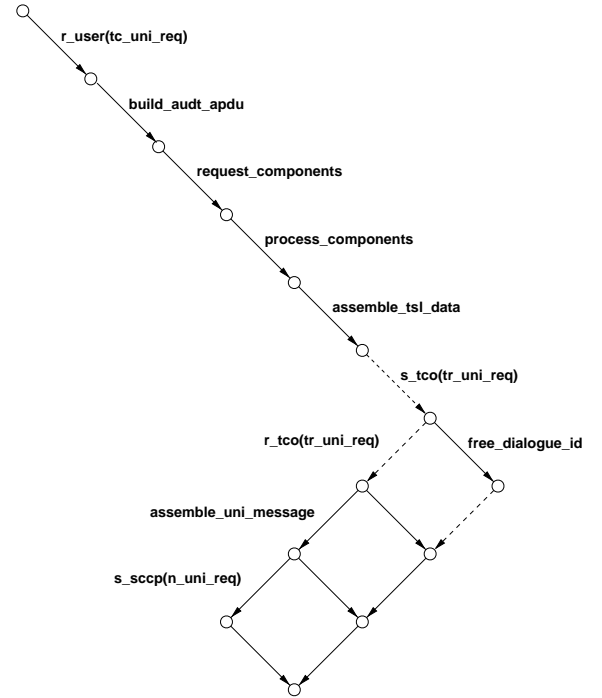 r_user(tc_uni_req)
build_audt_apdu
request_components
process_components
assemble_tsl_data
s_tco(tr_uni_req)
r_tco(tr_uni_req)
free_dialogue_id
assemble_uni_message
s_sccp(n_uni_req)